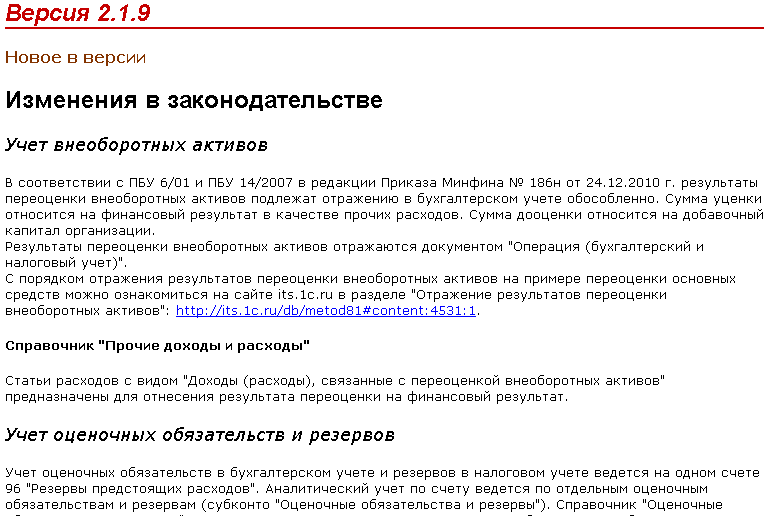 Версия 2.1.9
Новое в версии
Изменения в законодательстве
Учет внеоборотных активов
В соответствии с ПБУ 6/01 и ПБУ 14/2007 в редакции Приказа Минфина № 186н от 24.12.2010 г. результаты
переоценки внеоборотных активов подлежат отражению в бухгалтерском учете обособленно. Сумма уценки
относится на финансовый результат в качестве прочих расходов. Сумма дооценки относится на добавочный
капитал организации.
Результаты переоценки внеоборотных активов отражаются документом "Операция (бухгалтерский и
налоговый учет)".
С порядком отражения результатов переоценки внеоборотных активов на примере переоценки основных
средств можно ознакомиться на сайте its.1c.ru в разделе "Отражение результатов переоценки
внеоборотных активов": http://its.1c.ru/db/metod81#content:4531:1.
Справочник "Прочие доходы и расходы"
Статьи расходов с видом "Доходы (расходы), связанные с переоценкой внеоборотных активов"
предназначены для отнесения результата переоценки на финансовый результат.
Учет оценочных обязательств и резервов
Учет оценочных обязательств в бухгалтерском учете и резервов в налоговом учете ведется на одном счете
96 "Резервы предстоящих расходов". Аналитический учет по счету ведется по отдельным оценочным
обязательствам и резервам (субконто "Оценочные обязательства и резервы"). Справочник "Оценочные